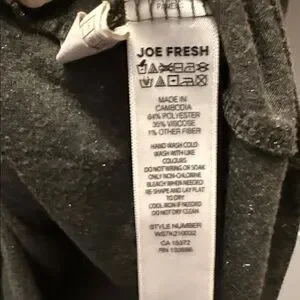 JOE FRESH
MADE IN
CAMBODIA
64% POLYESTER
35% VISCOSE
1% OTHER FIBER
HAND WASH COLD
WASH WITH LIKE
COLOURS
DO NOT WRING OR SOAK
ONLY NON-CHLORINE
BLEACH WHEN NEEDED
RE-SHAPE AND LAY FLAT
TO DRY
COOL IRON IF NEEDED
DO NOT DRY CLEAN
STYLE NUMBER
CA
RN